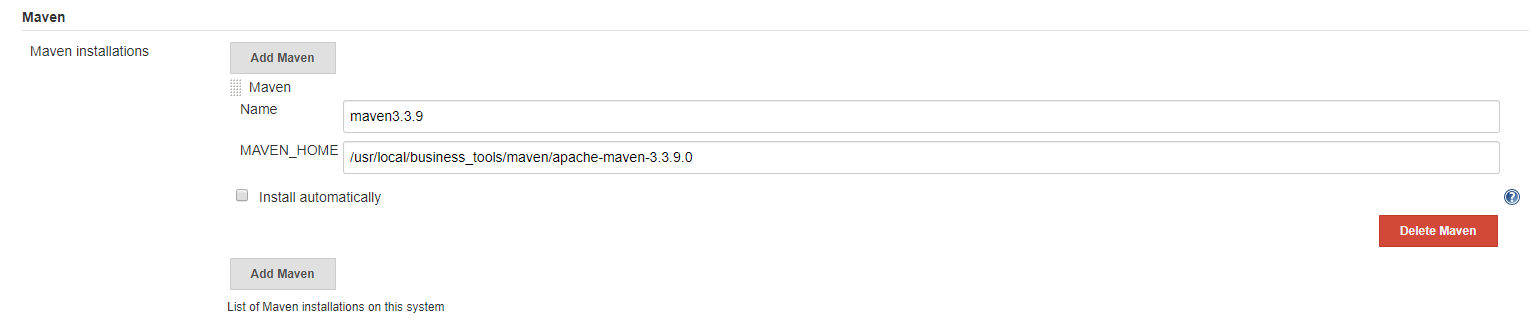 Maven
Maven installations
Add Maven
Maven
Name
maven3.3.9
MAVEN_HOME
/usr/local/business_tools/maven/apache-maven-3.3.9.0
Install automatically
?
Delete Maven
Add Maven
List of Maven installations on this system